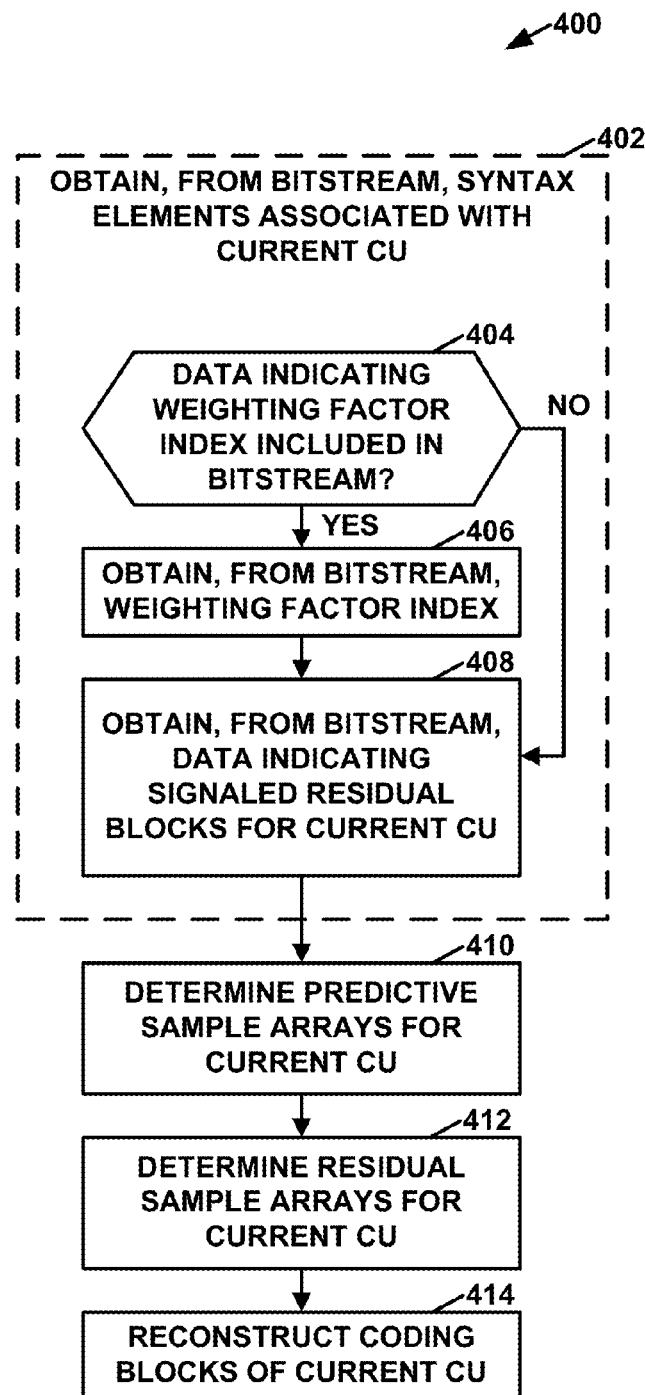 400
402
OBTAIN, FROM BITSTREAM, SYNTAX
ELEMENTS ASSOCIATED WITH
CURRENT CU
404
DATA INDICATING
WEIGHTING FACTOR
INDEX INCLUDED IN
BITSTREAM?
NO
YES
406
OBTAIN, FROM BITSTREAM,
WEIGHTING FACTOR INDEX
408
OBTAIN, FROM BITSTREAM,
DATA INDICATING
SIGNALED RESIDUAL
BLOCKS FOR CURRENT CU
410
DETERMINE PREDICTIVE
SAMPLE ARRAYS FOR
CURRENT CU
412
DETERMINE RESIDUAL
SAMPLE ARRAYS FOR
CURRENT CU
414
RECONSTRUCT CODING
BLOCKS OF CURRENT CU